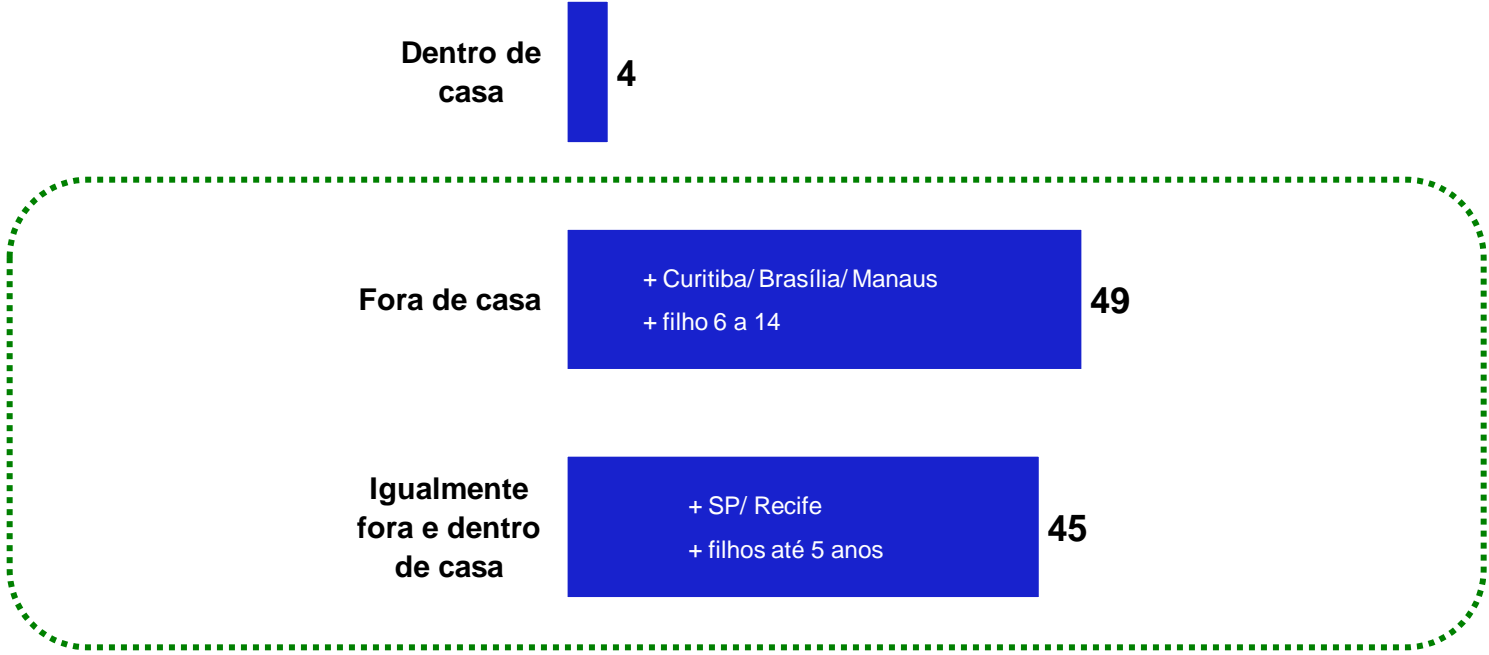 Dentro de
casa
4
Fora de casa
+ Curitiba/ Brasília/ Manaus
+ filho 6 a 14
49
Igualmente
fora e dentro
de casa
+ SP/ Recife
+ filhos até 5 anos
45